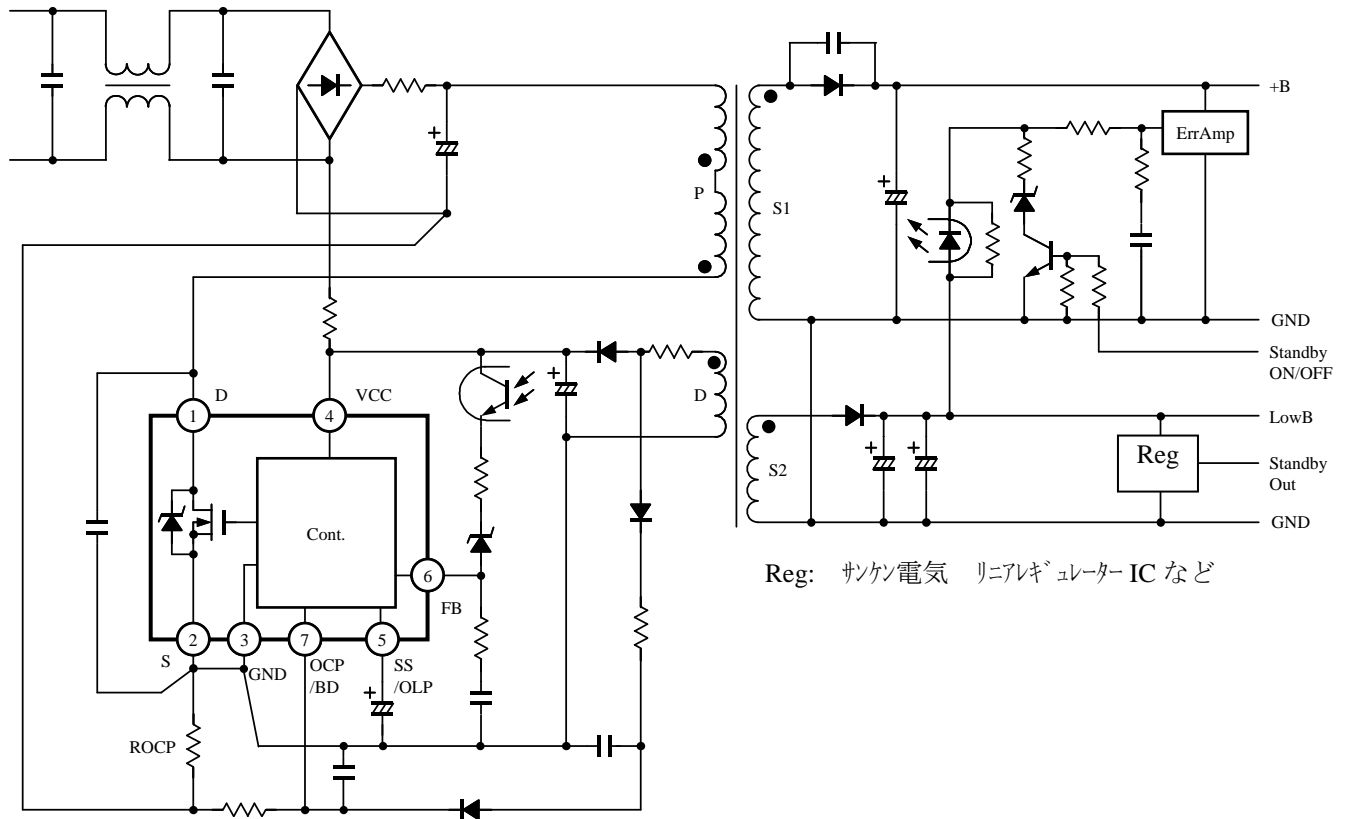 +B
ErrAmp
P
S1
GND
Standby
ON/OFF
D
VCC
D
LowB
1
4
S2
Reg
Standby
Out
GND
Cont.
6
FB
Reg: ｻﾝｹﾝ電気 ﾘﾆｱﾚｷﾞｭﾚｰﾀｰ IC など
2
3
7
5
S
GND
OCP
/BD
SS
/OLP
ROCP